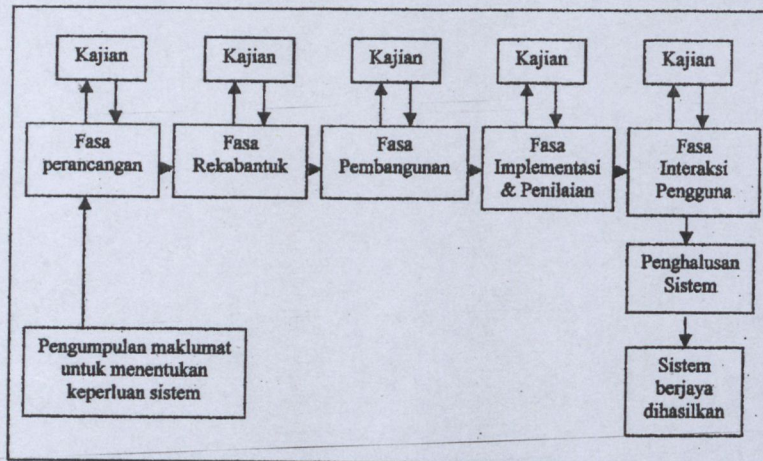 Kajian
Kajian
Kajian
Kajian
Kajian
Fasa
perancangan
Fasa
Rekabantuk
Fasa
Pembangunan
Fasa
Implementasi
& Penilaian
Fasa
Interaksi
Pengguna
Penghalusan
Sistem
Pengumpulan maklumat
untuk menentukan
keperluan sistem
Sistem
berjaya
dihasilkan